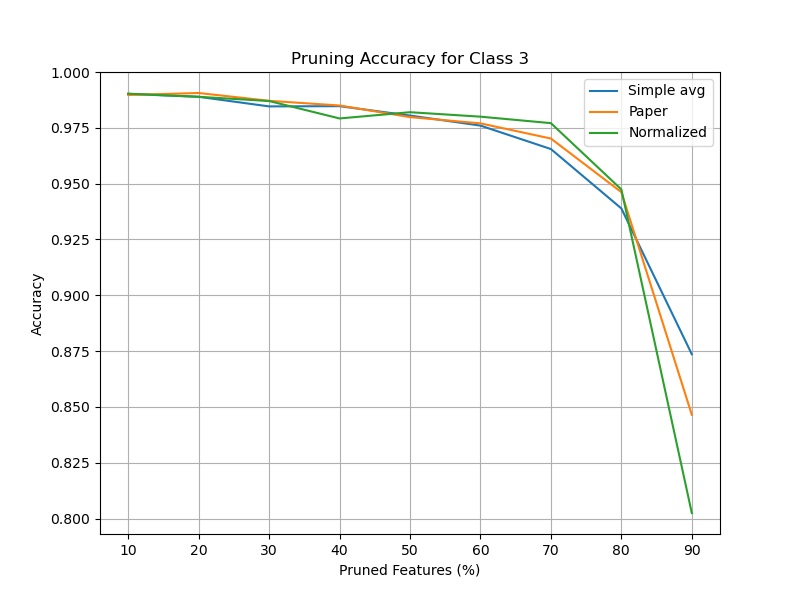 Pruning Accuracy for Class 3
1.000
0.975
0.950
0.925
0.900
0.875
0.850
0.825
0.800
Accuracy
Simple avg
Paper
Normalized
10 20 30 40 50 60 70 80 90
Pruned Features (%)